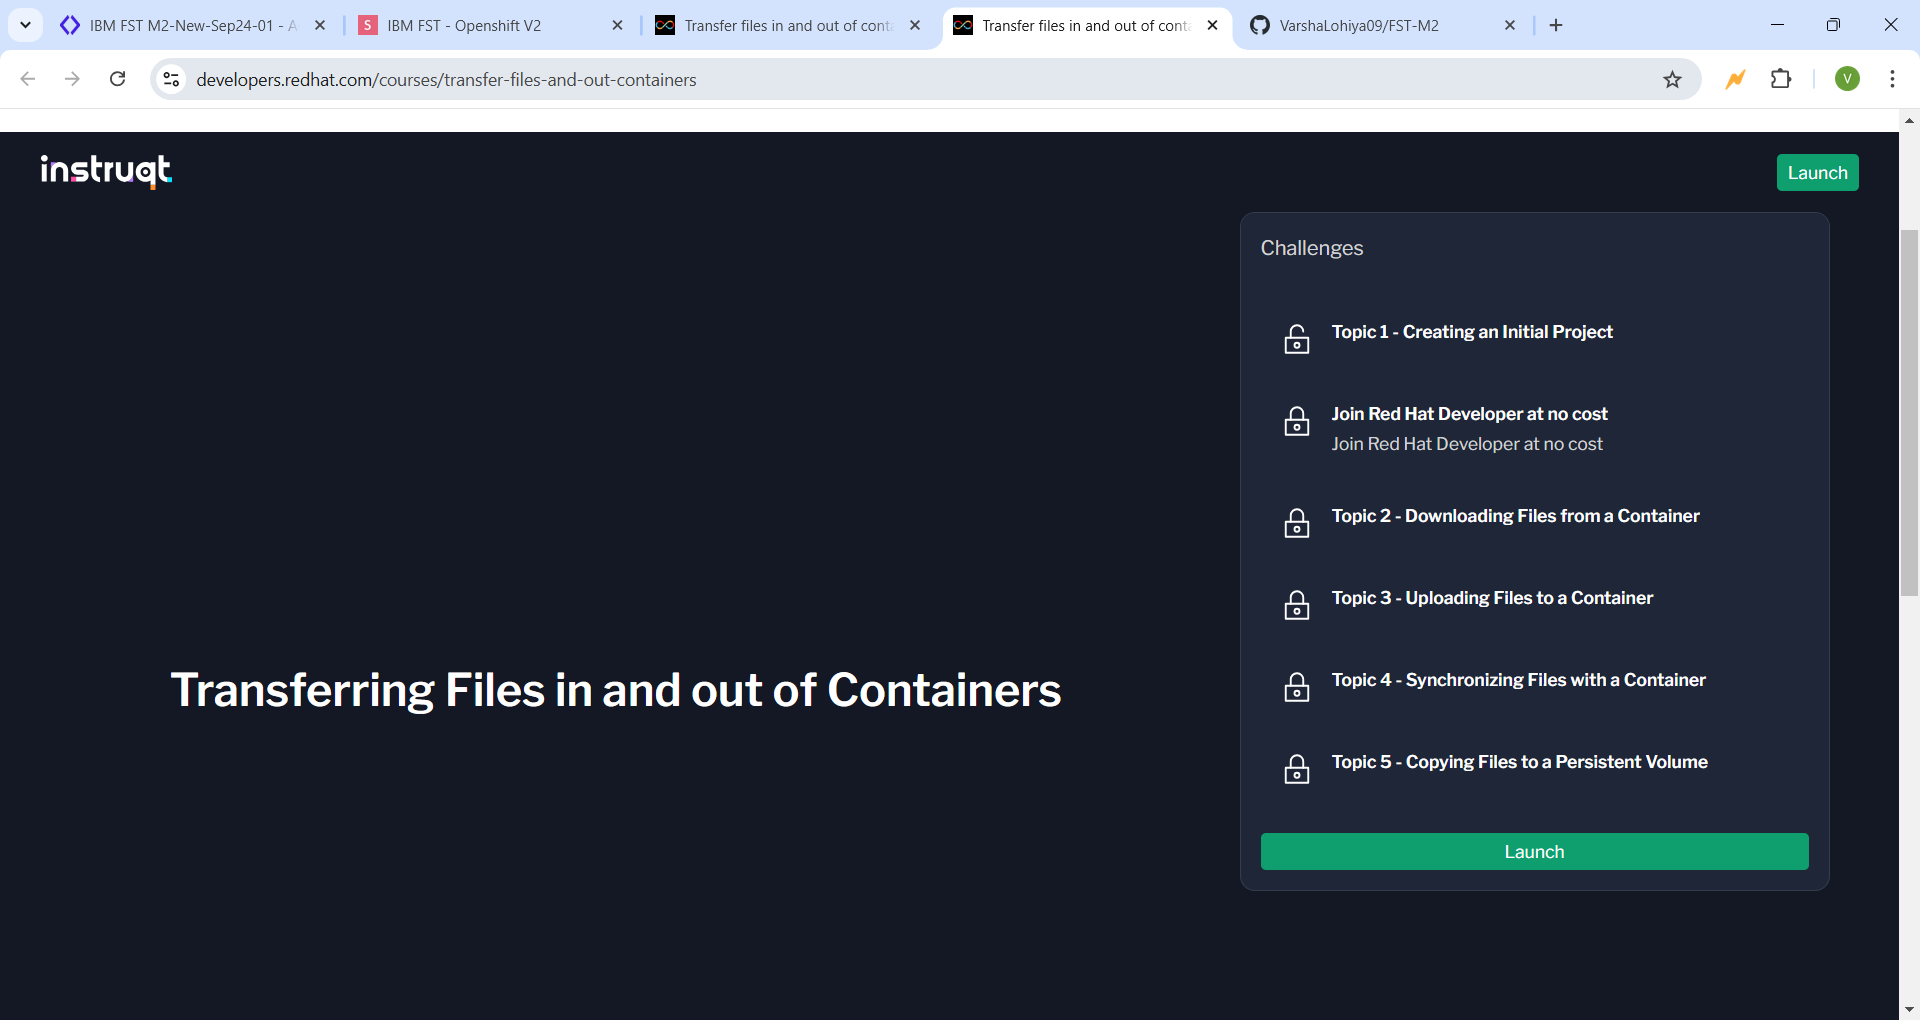 IBM FST M2-New-Sep24-01 - A
S IBM FST - Openshift V2
Transfer files in and out of conta
Transfer files in and out of conta
VarshaLohiya09/FST-M2
developers.redhat.com/courses/transfer-files-and-out-containers
V
instruqt
Launch
Challenges
Topic 1 - Creating an Initial Project
Join Red Hat Developer at no cost
Join Red Hat Developer at no cost
Topic 2 - Downloading Files from a Container
Topic 3 - Uploading Files to a Container
Transferring Files in and out of Containers
Topic 4 - Synchronizing Files with a Container
Topic 5 - Copying Files to a Persistent Volume
Launch